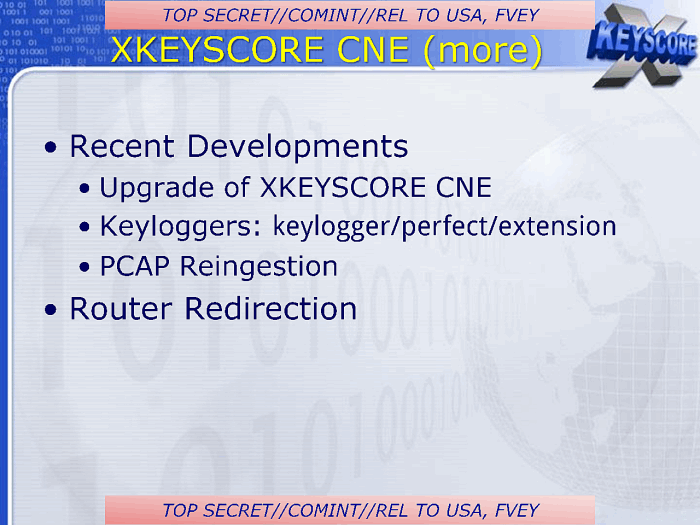 TOP SECRET//COMINT//REL TO USA, FVEY
XKEYSCORE CNE (more)
X KEYSCORE
• Recent Developments
• Upgrade of XKEYSCORE CNE
• Keyloggers: keylogger/perfect/extension
• PCAP Reingestion
• Router Redirection
TOP SECRET//COMINT//REL TO USA, FVEY